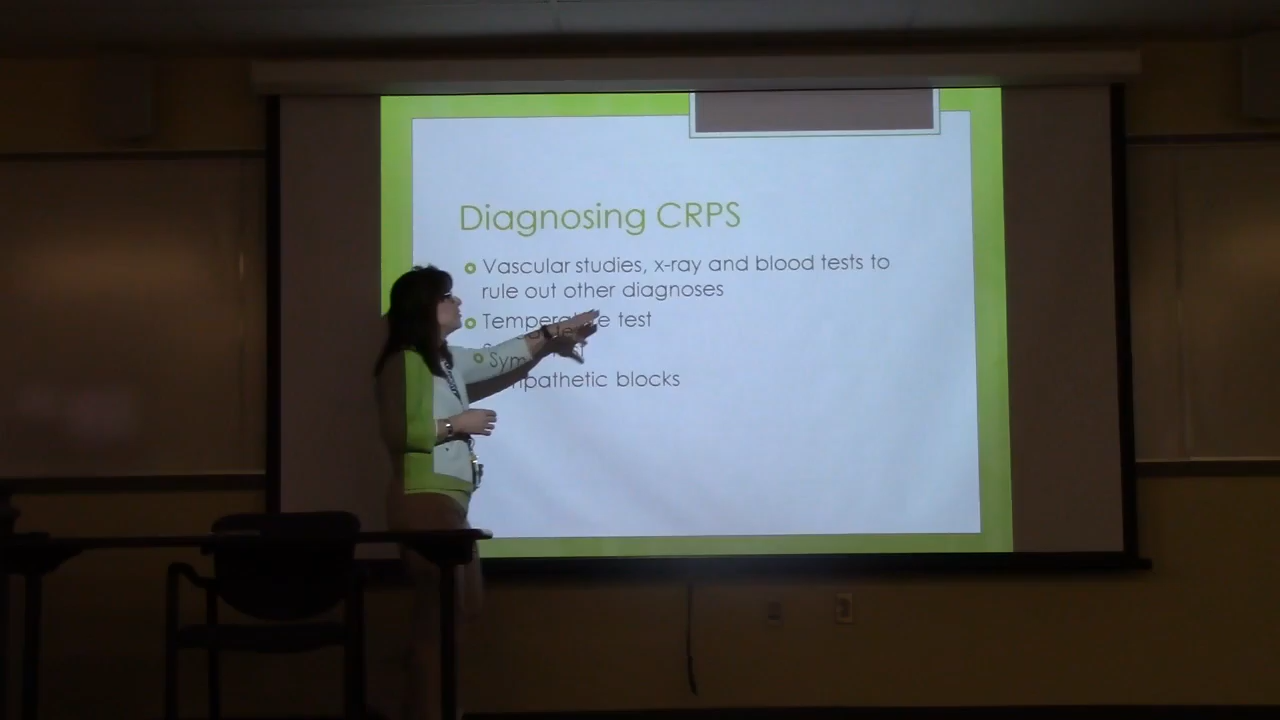 Diagnosing CRPS
Vascular studies, x-ray and blood tests to
rule out other diagnoses
test
blocks